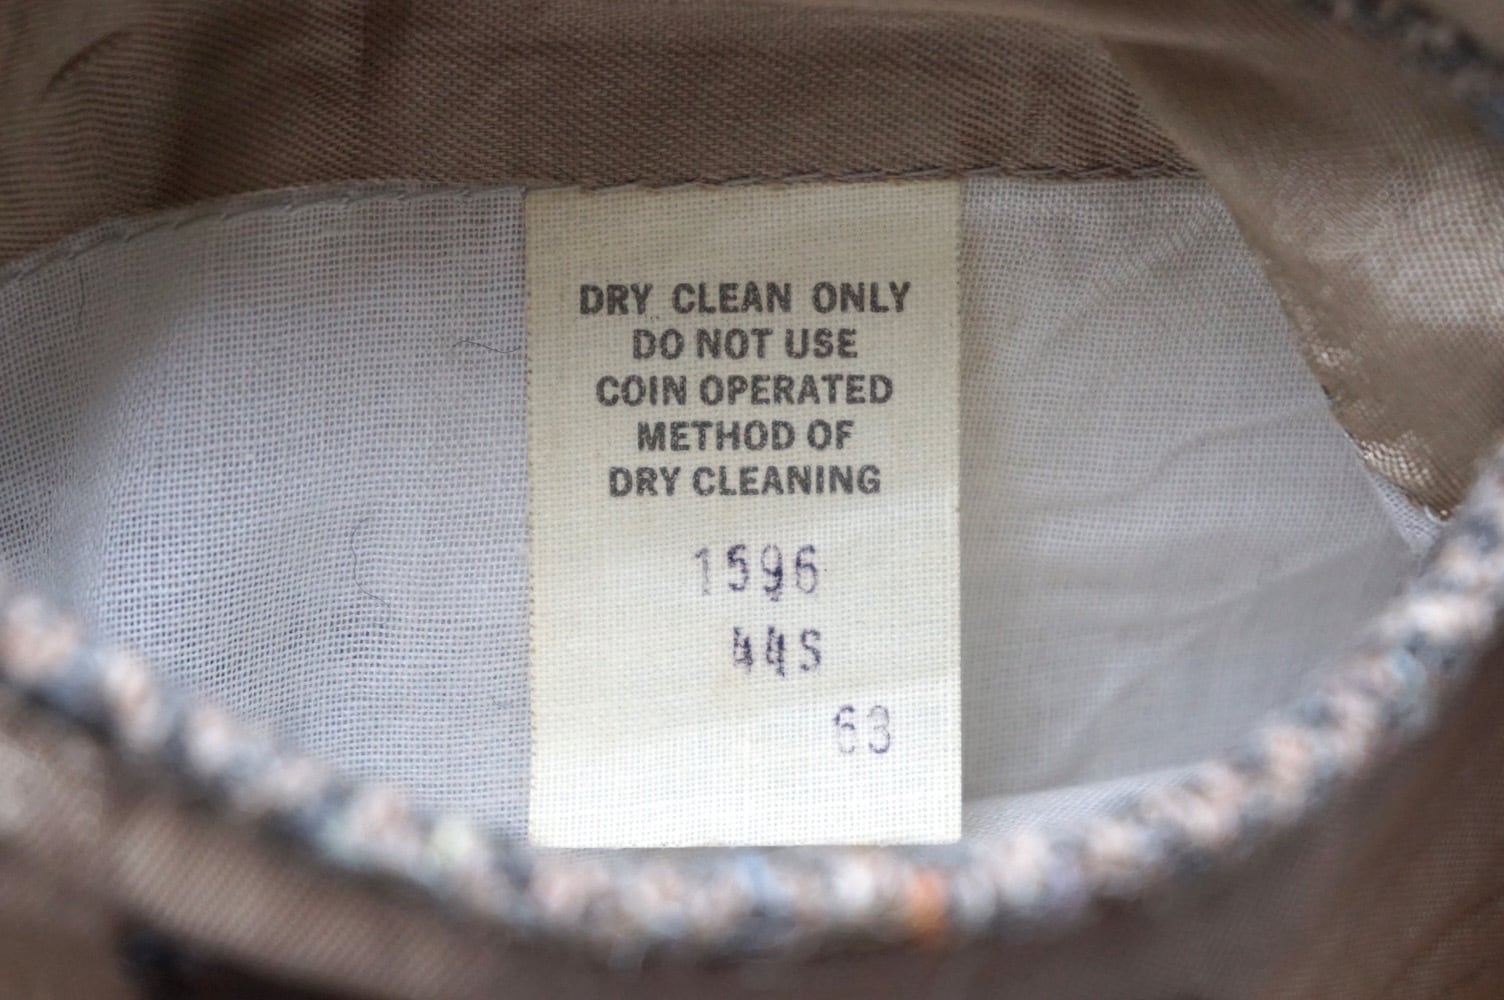 DRY CLEAN ONLY
DO NOT USE
COIN OPERATED
METHOD OF
DRY CLEANING
1596
44S
63